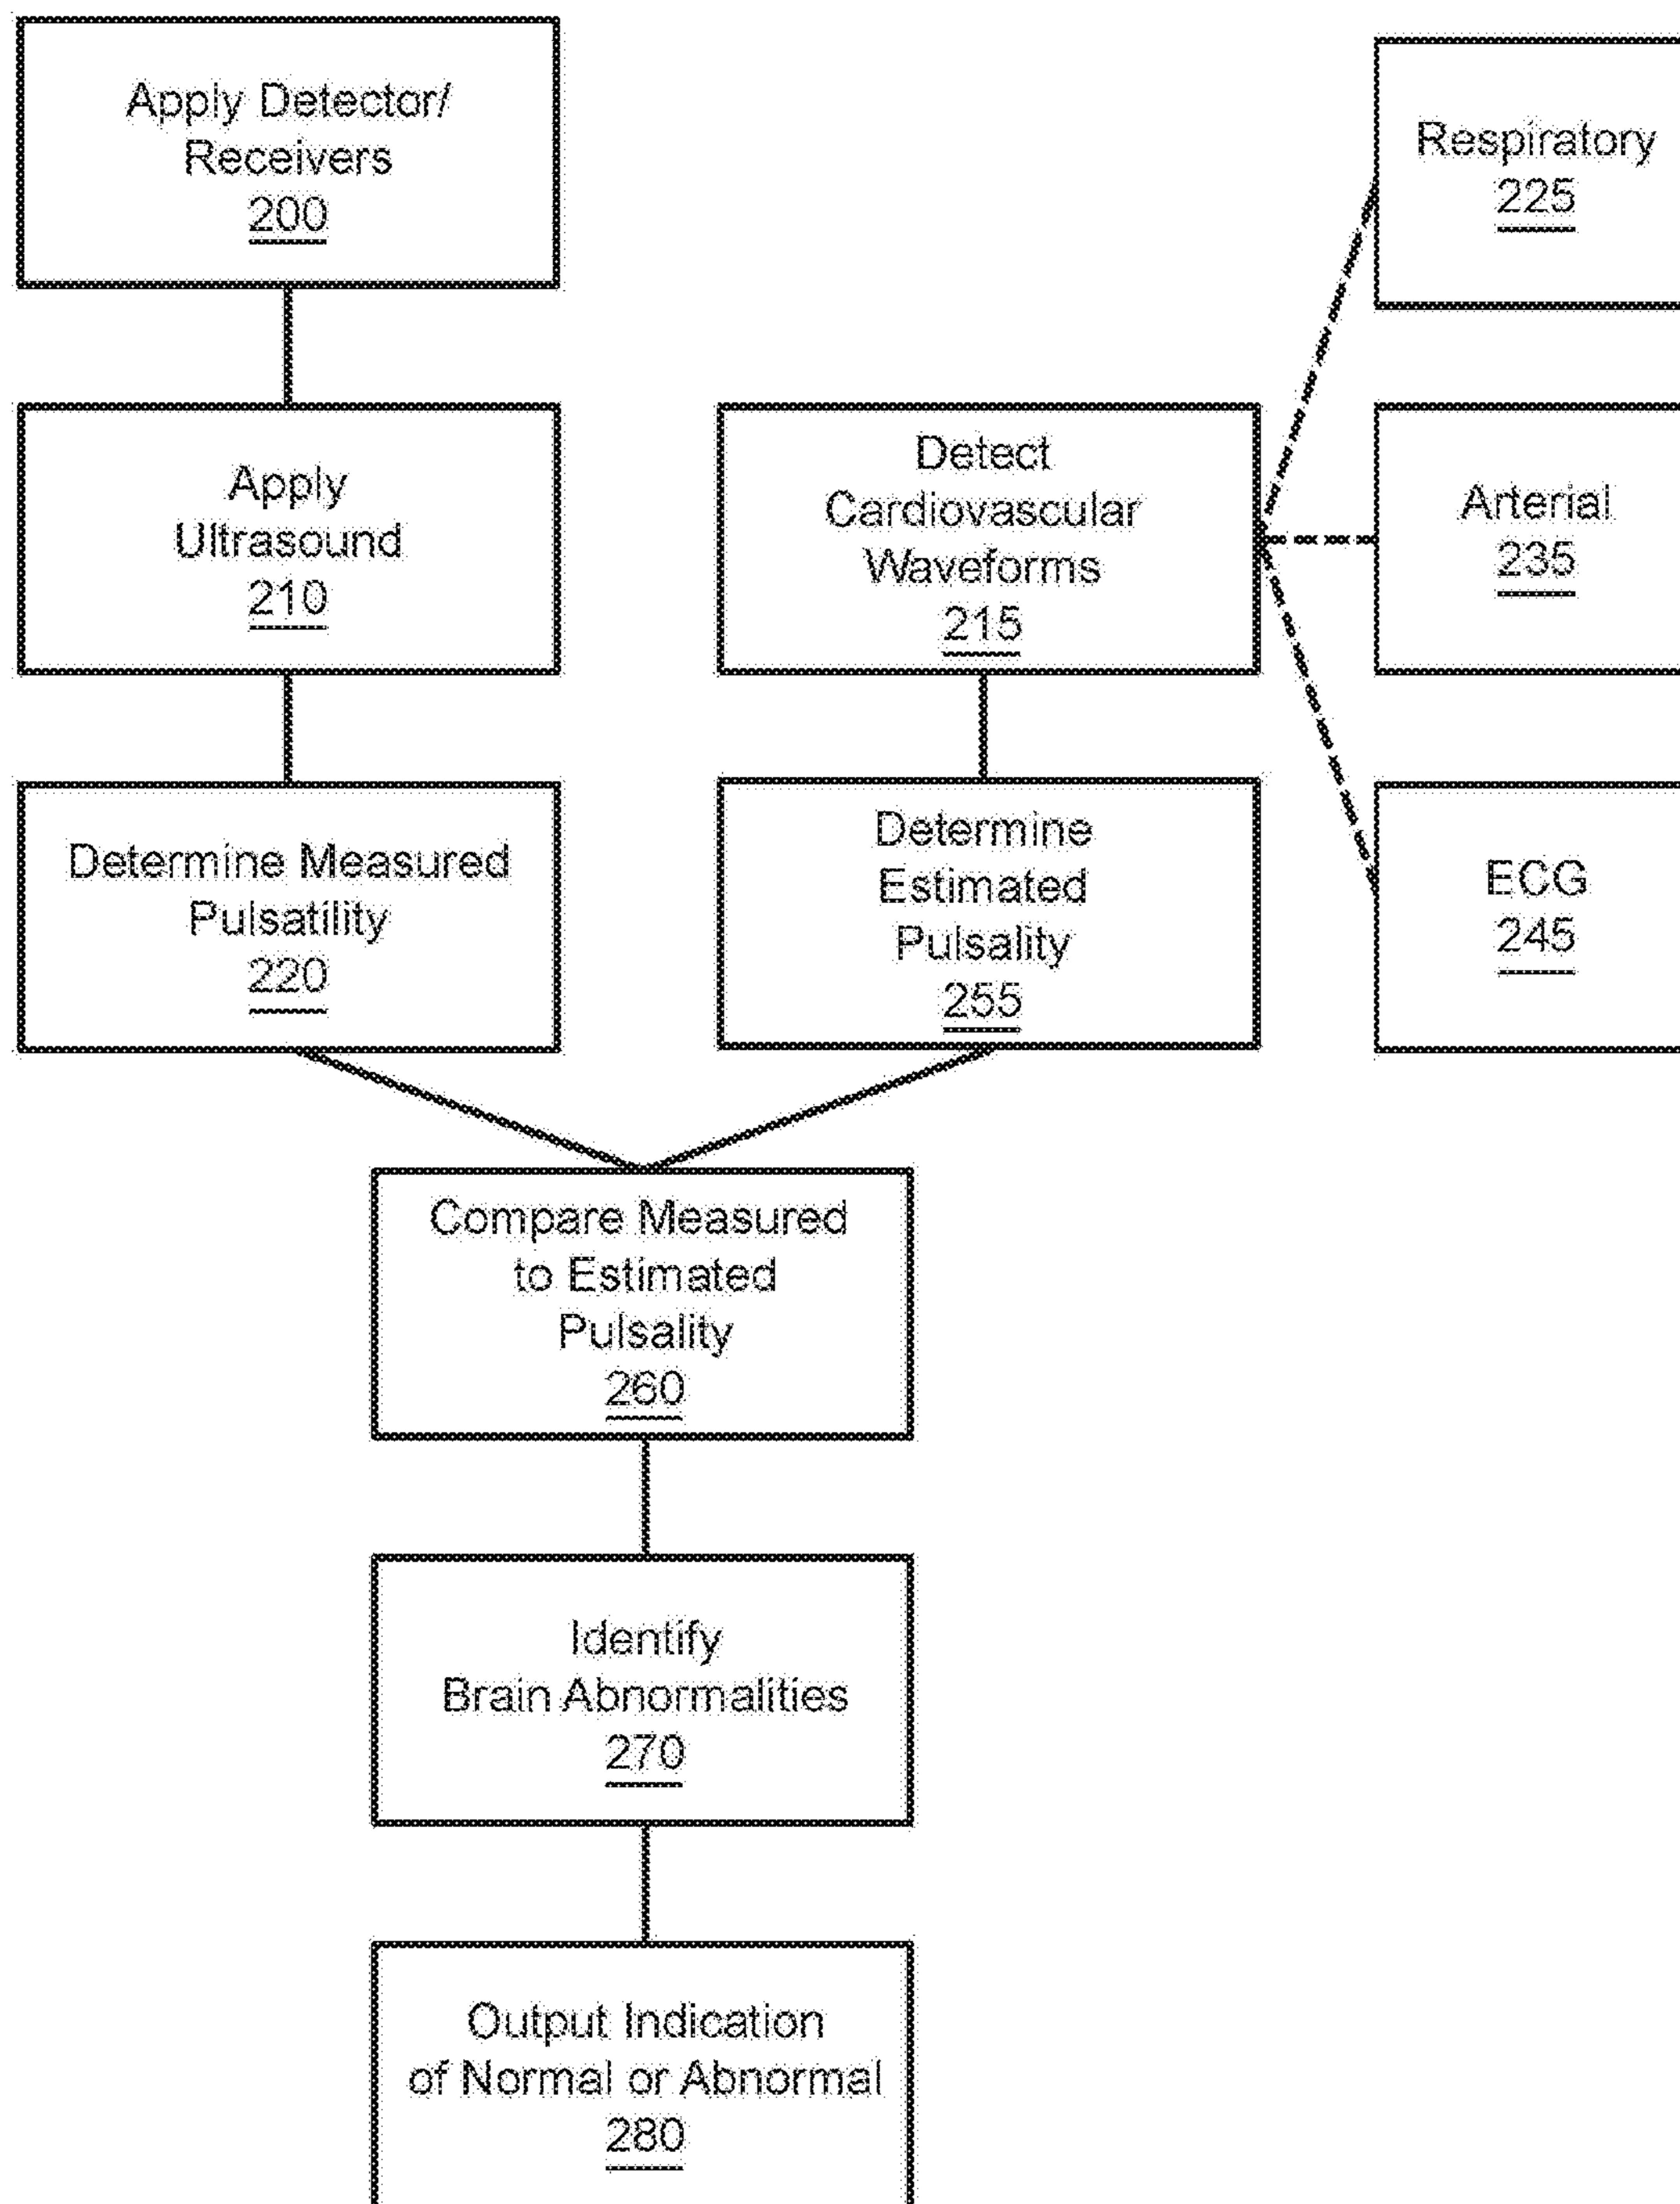 Apply Detector/
Receivers
200
Respiratory
225
Apply
Ultrasound
210
Detect
Cardiovascular
Waveforms
215
Arterial
235
Determine Measured
Pulsatility
220
Determine
Estimated
Pulsality
255
ECG
245
Compare Measured
to Estimated
Pulsality
260
Identify
Brain Abnormalities
270
Output Indication
of Normal or Abnormal
280